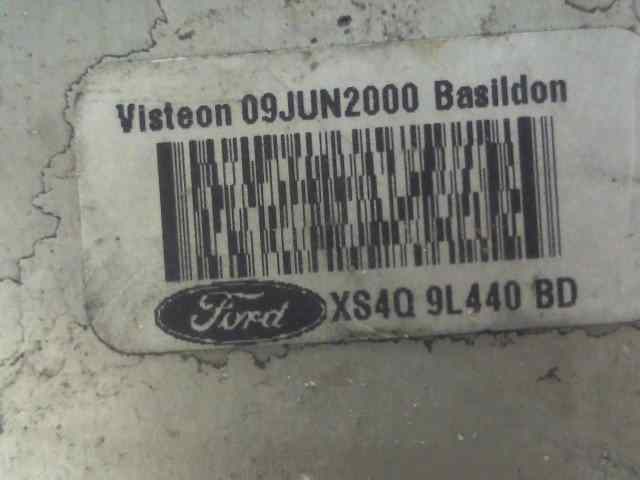 Visteon 09JUN2000 Basildon
Ford XS4Q 9L440 BD